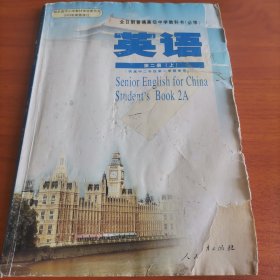 全日制普通高级中学教科书（必修）
英语
第二册（上）
Senior English for China
Student's Book 2A
人民教育出版社